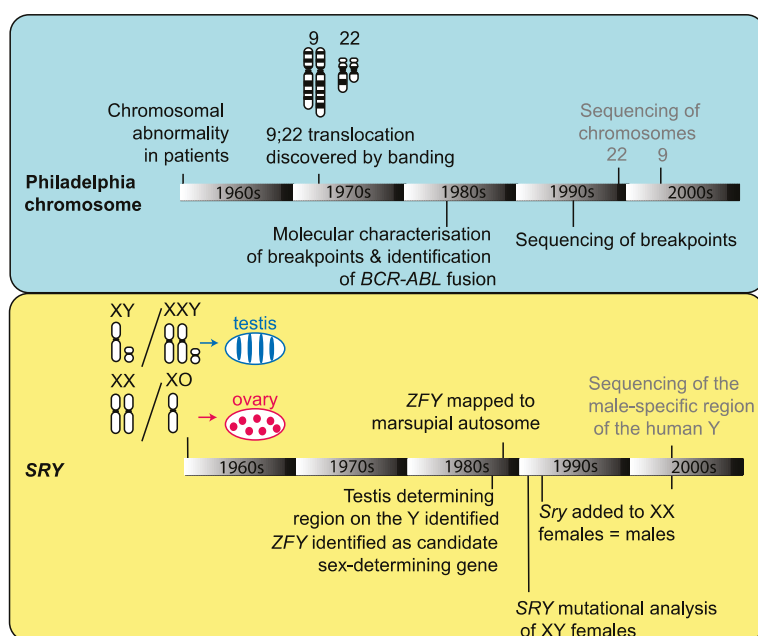 9 22
Chromosomal
abnormality
in patients
9;22 translocation
discovered by banding
Sequencing of
chromosomes
22 9
Philadelphia
chromosome
1960s 1970s 1980s 1990s 2000s
Molecular characterisation
of breakpoints & identification
of BCR-ABL fusion
Sequencing of breakpoints
XY XXY
testis
XX XO
ovary
ZFY mapped to
marsupial autosome
Sequencing of the
male-specific region
of the human Y
SRY
1960s 1970s 1980s 1990s 2000s
Testis determining
region on the Y identified
ZFY identified as candidate
sex-determining gene
Sry added to XX
females = males
SRY mutational analysis
of XY females